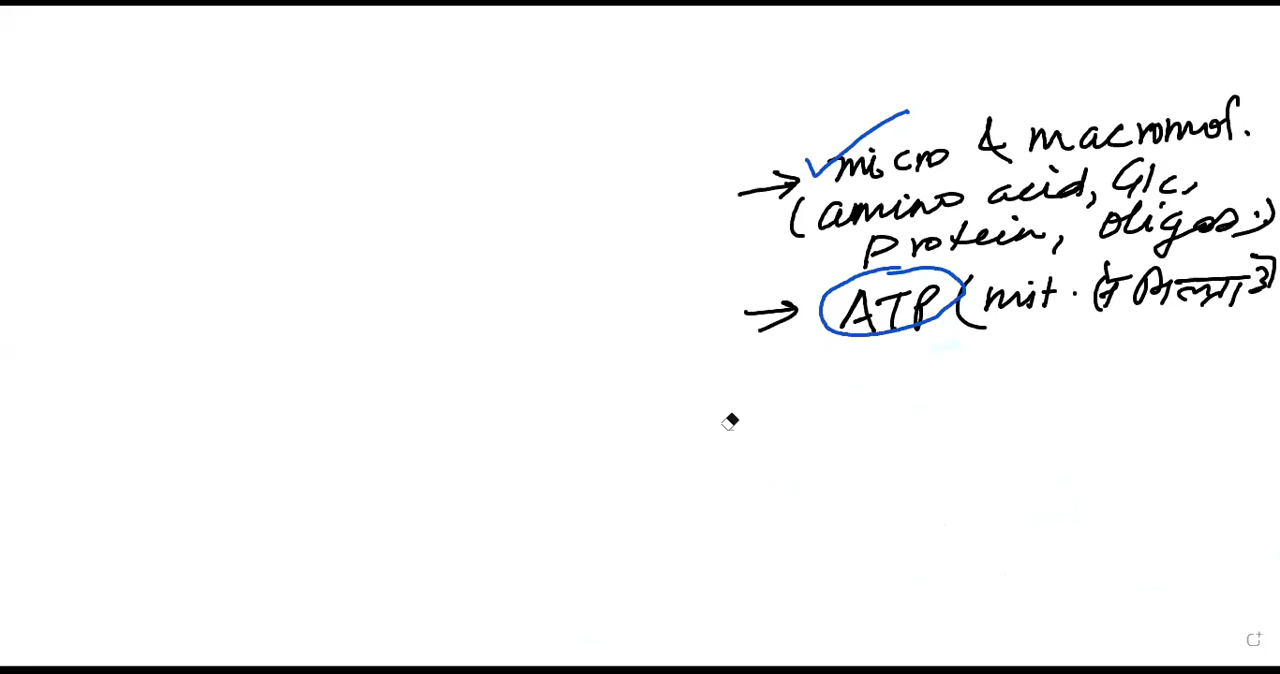 → micro & macromol.
(amino acid, Glc,
protein, oligos.)
→ ATP (mit.